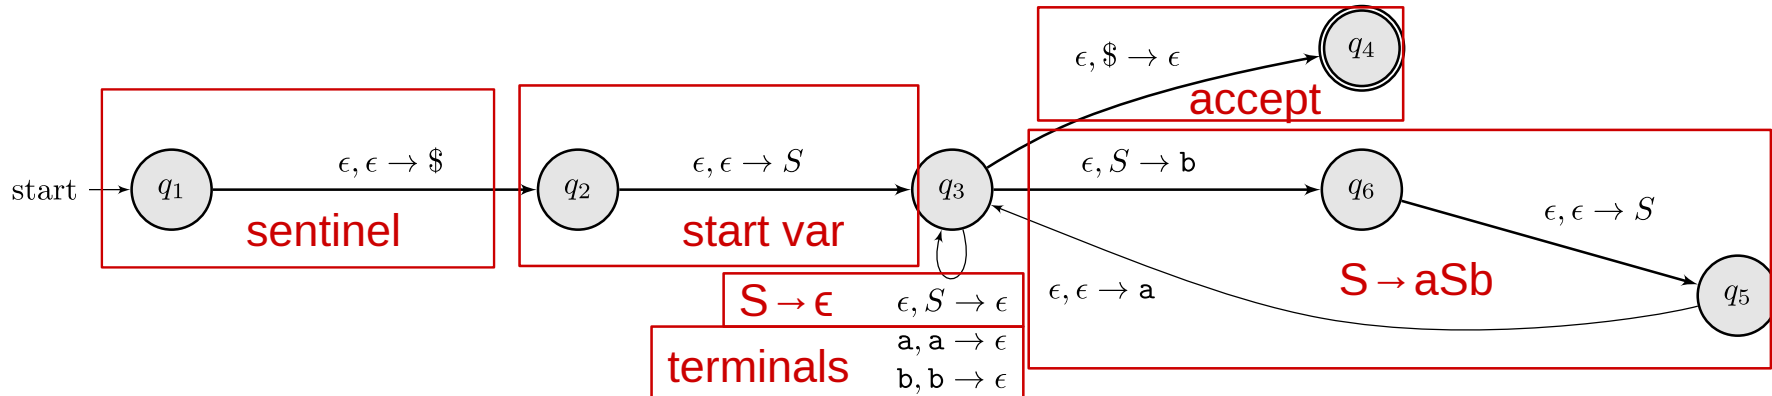 ϵ, $ → ϵ
q4
accept
start
q1
ϵ, ϵ → $
q2
ϵ, ϵ → S
q3
ϵ, S → b
q6
ϵ, ϵ → S
sentinel
start var
S → ϵ
ϵ, S → ϵ
ϵ, ϵ → a
S → aSb
q5
terminals
a, a → ϵ
b, b → ϵ